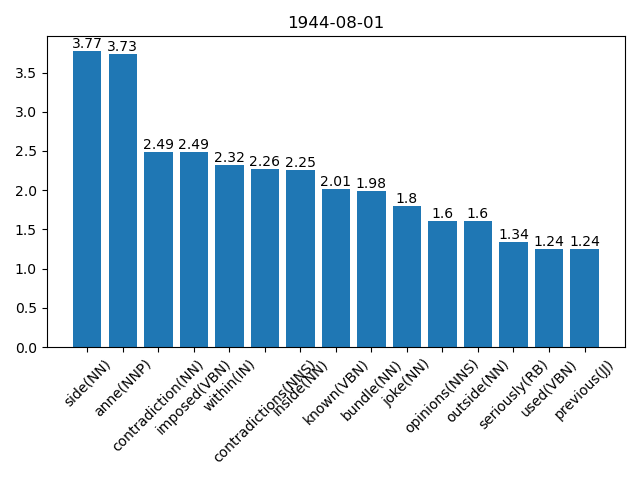 1944-08-01
3.77
3.73
2.49
2.49
2.32
2.26
2.25
2.01
1.98
1.8
1.6
1.6
1.34
1.24
1.24
3.5
3.0
2.5
2.0
1.5
1.0
0.5
0.0
side(NN)
anne(NNP)
contradiction(NN)
imposed(VBN)
within(IN)
contradictions(NNS)
inside(NN)
known(VBN)
bundle(NN)
joke(NN)
opinions(NNS)
outside(NN)
seriously(RB)
used(VBN)
previous(JJ)